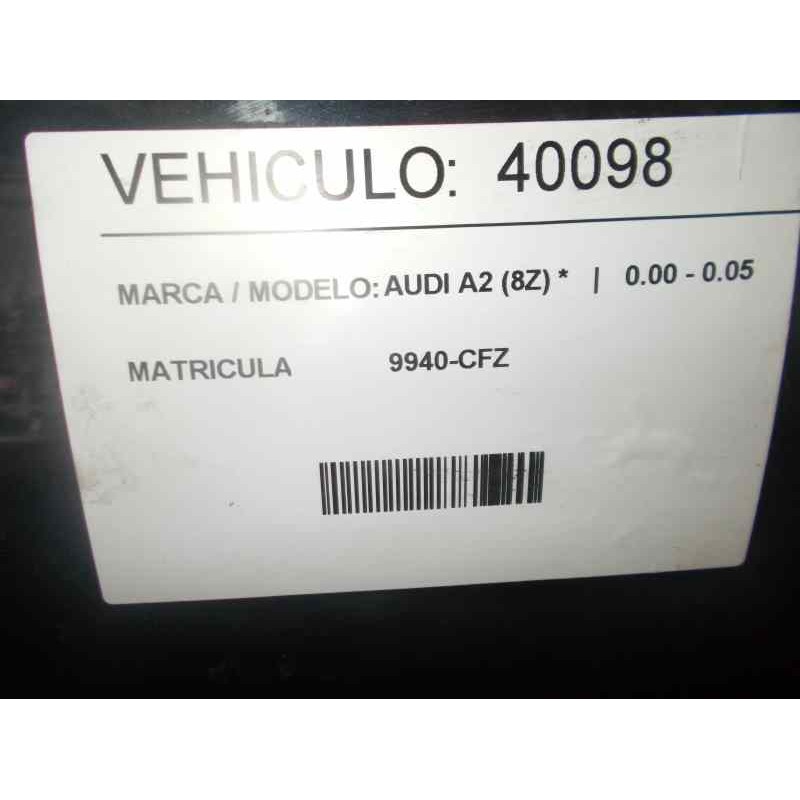 VEHICULO: 40098
MARCA / MODELO: AUDI A2 (8Z) * | 0.00 - 0.05
MATRICULA 9940-CFZ